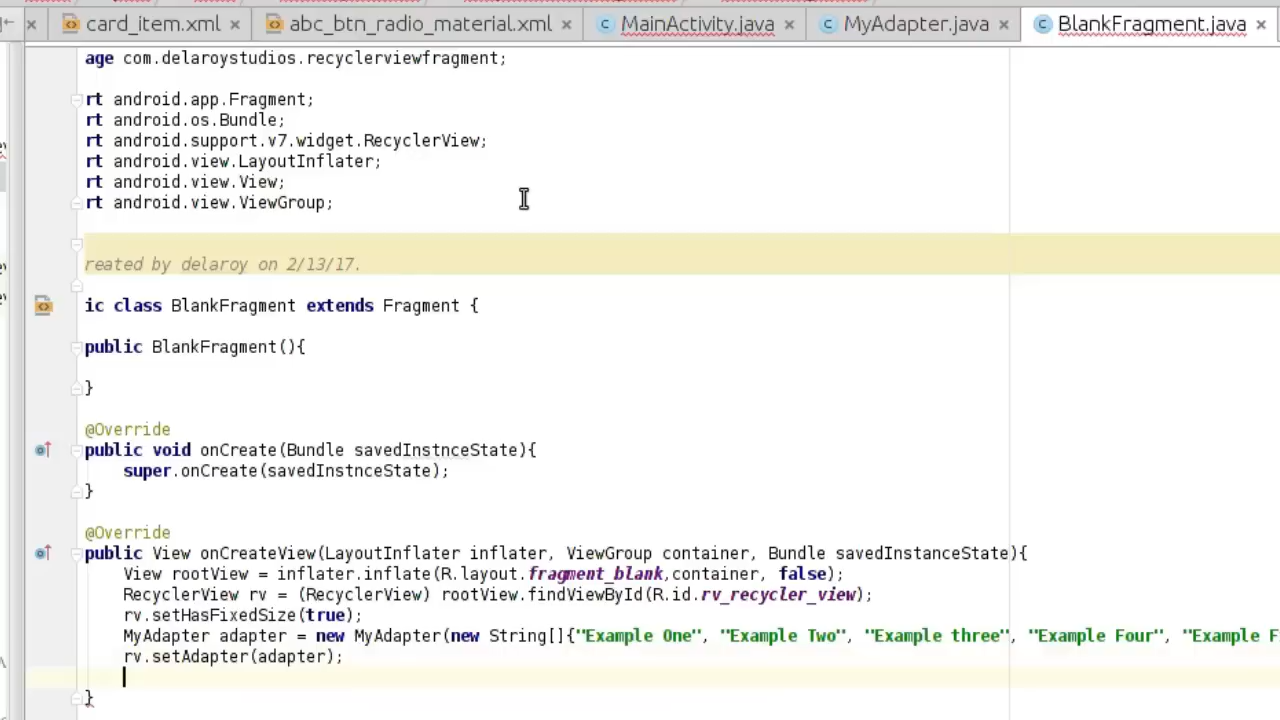 card_item.xml abc_btn_radio_material.xml MainActivity.java MyAdapter.java BlankFragment.java
age com.delaroystudios.recyclerviewfragment;
rt android.app.Fragment;
rt android.os.Bundle;
rt android.support.v7.widget.RecyclerView;
rt android.view.LayoutInflater;
rt android.view.View;
rt android.view.ViewGroup;
reated by delaroy on 2/13/17.
ic class BlankFragment extends Fragment {
public BlankFragment(){
}
@Override
public void onCreate(Bundle savedInstnceState){
super.onCreate(savedInstnceState);
}
@Override
public View onCreateView(LayoutInflater inflater, ViewGroup container, Bundle savedInstanceState){
View rootView = inflater.inflate(R.layout.fragment_blank,container, false);
RecyclerView rv = (RecyclerView) rootView.findViewById(R.id.rv_recycler_view);
rv.setHasFixedSize(true);
MyAdapter adapter = new MyAdapter(new String[]{"Example One", "Example Two", "Example three", "Example Four", "Example F
rv.setAdapter(adapter);
}